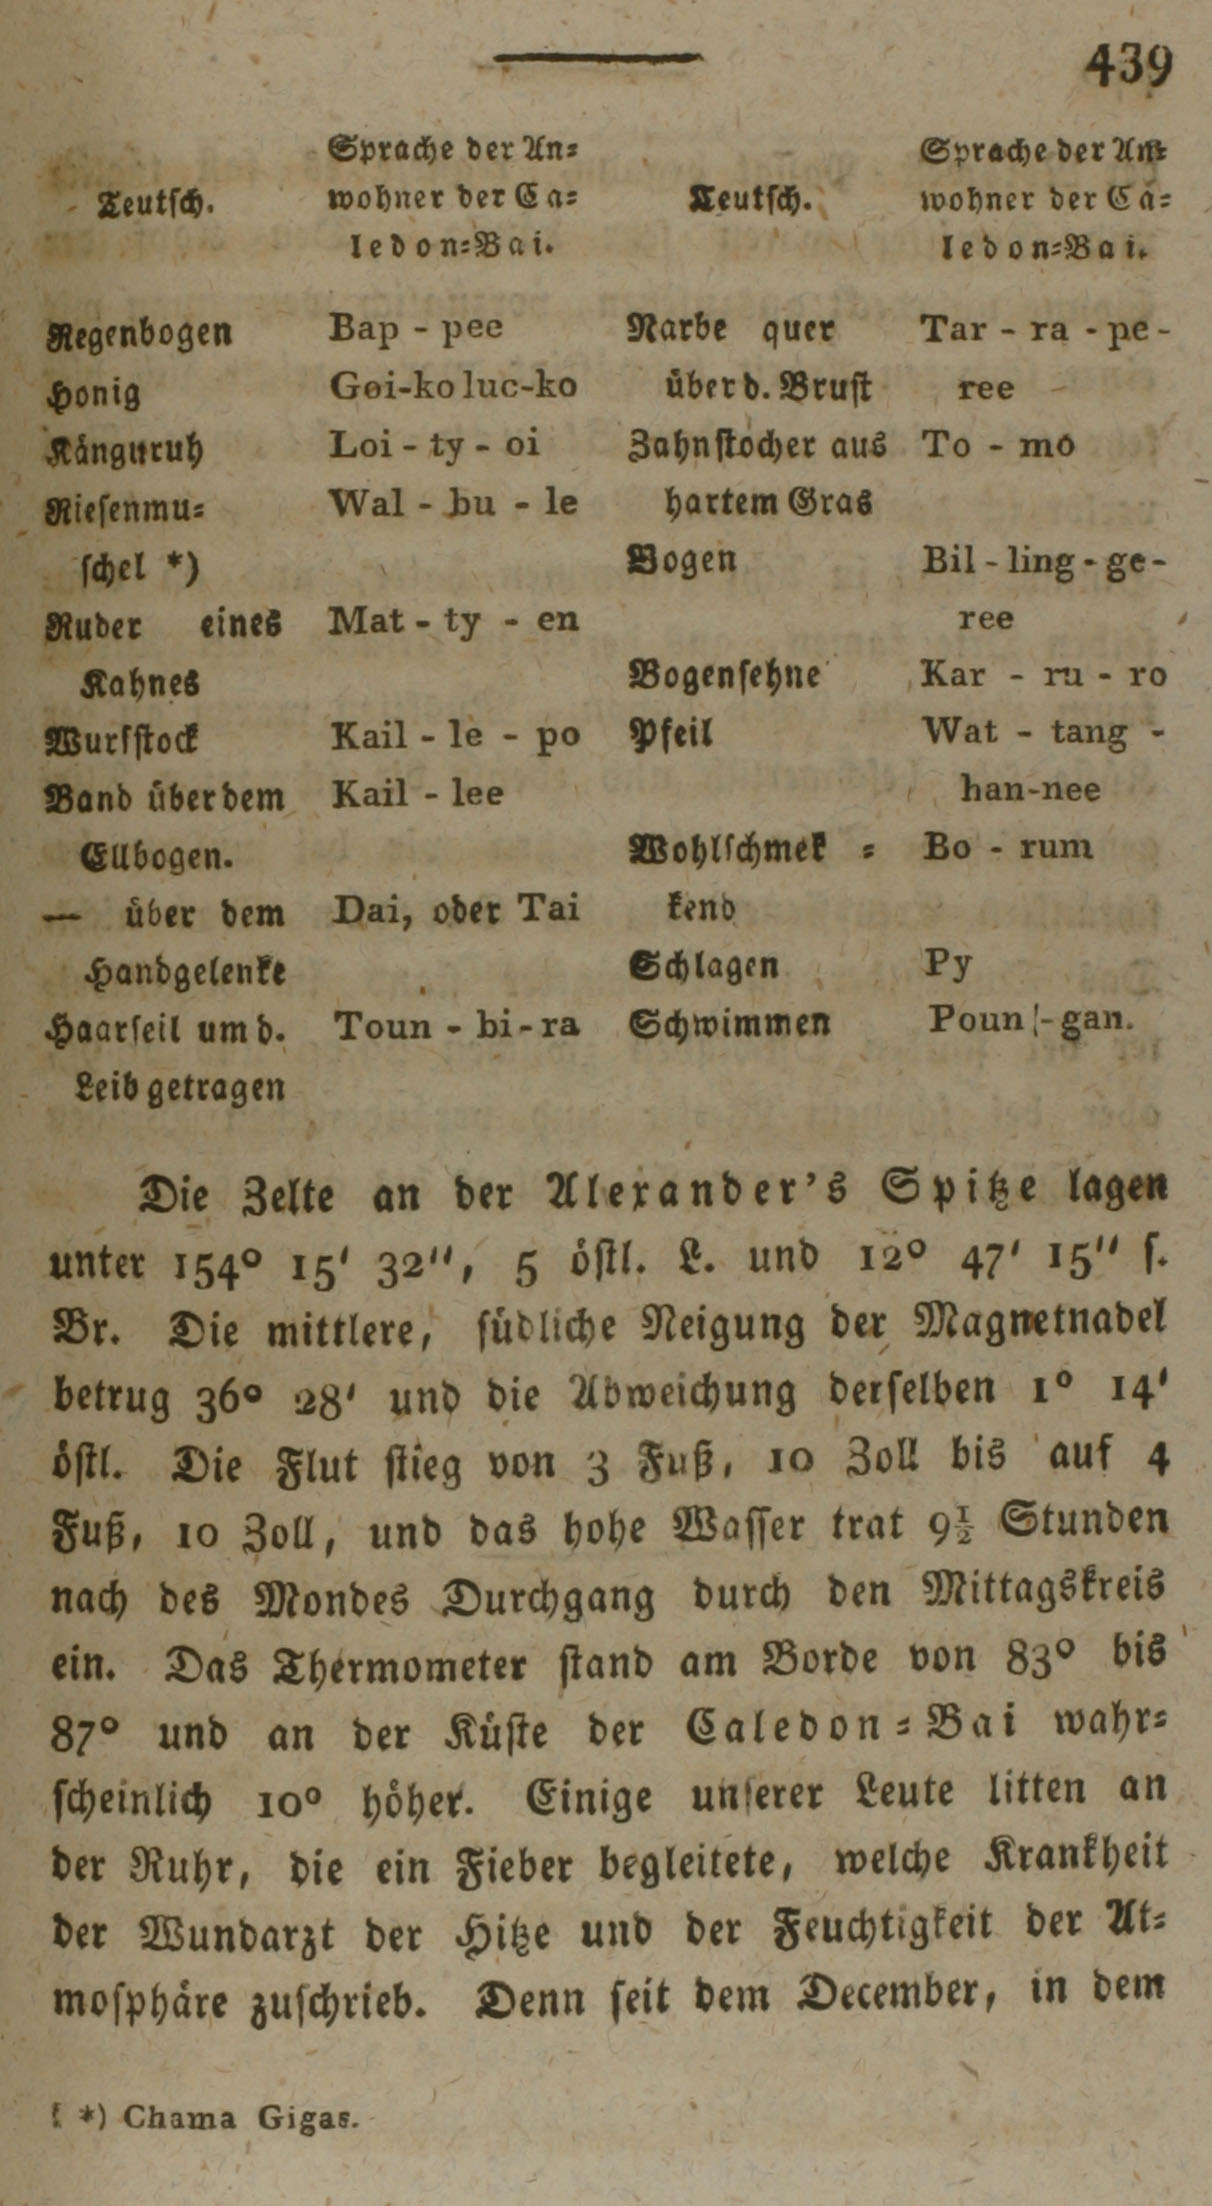 439
Teutsch.
Sprache der An=
wohner der Ca=
ledon=Bai.
Regenbogen Bap - pee
Honig Goi-ko luc-ko
Känguruh Loi - ty - oi
Riesenmu= Wal - bu - le
schel *)
Ruder eines Mat - ty - en
Kahnes
Wurfstock Kail - le - po
Band über dem Kail - lee
Ellbogen.
— über dem Dai, oder Tai
Handgelenke
Haarseil um d. Toun - bi - ra
Leib getragen
Teutsch.
Sprache der An=
wohner der Ca=
ledon=Bai.
Narbe quer Tar - ra - pe -
über d. Brust ree
Zahnstocher aus To - mo
hartem Gras
Bogen Bil - ling - ge -
ree
Bogensehne Kar - ru - ro
Pfeil Wat - tang -
han-nee
Wohlschmek = Bo - rum
kend
Schlagen Py
Schwimmen Poun - gan.
Die Zelte an der Alexander's Spitze lagen
unter 154° 15' 32'', 5 östl. L. und 12° 47' 15'' s.
Br. Die mittlere, südliche Neigung der Magnetnadel
betrug 36° 28' und die Abweichung derselben 1° 14'
östl. Die Flut stieg von 3 Fuß, 10 Zoll bis auf 4
Fuß, 10 Zoll, und das hohe Wasser trat 9½ Stunden
nach des Mondes Durchgang durch den Mittagskreis
ein. Das Thermometer stand am Borde von 83° bis
87° und an der Küste der Caledon=Bai wahr=
scheinlich 10° höher. Einige unserer Leute litten an
der Ruhr, die ein Fieber begleitete, welche Krankheit
der Wundarzt der Hitze und der Feuchtigkeit der At=
mosphäre zuschrieb. Denn seit dem December, in dem
*) Chama Gigas.